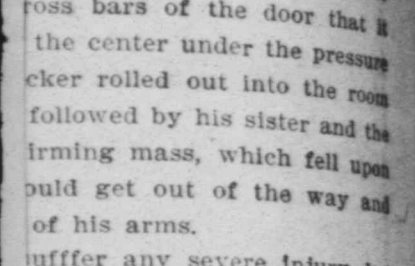 ross bars of the door that it
the center under the pressure
cker rolled out into the room
followed by his sister and the
irming mass, which fell upon
ould get out of the way and
of his arms.
ufffer any severe